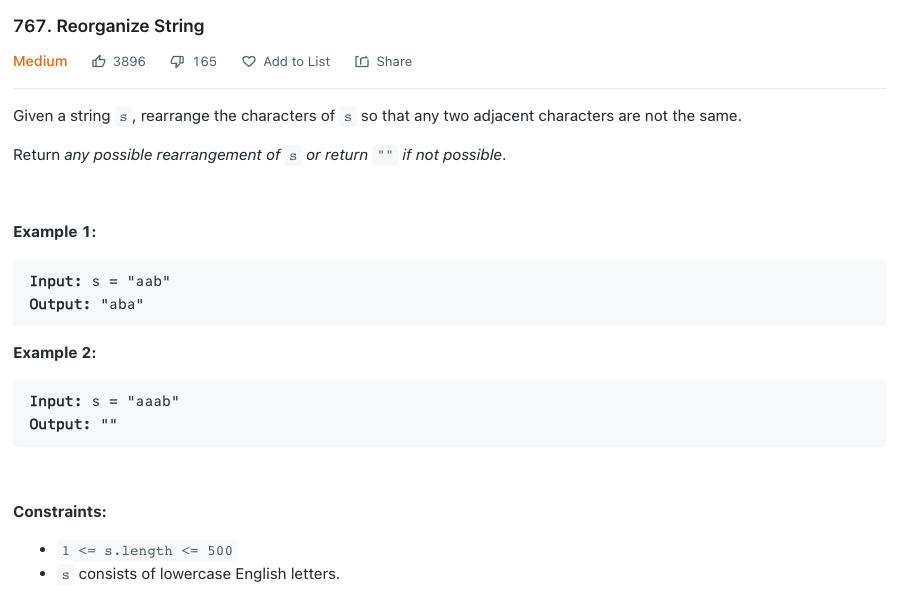 767. Reorganize String
Medium 3896 165 Add to List Share
Given a string s , rearrange the characters of s so that any two adjacent characters are not the same.
Return any possible rearrangement of s or return "" if not possible.
Example 1:
Input: s = "aab"
Output: "aba"
Example 2:
Input: s = "aaab"
Output: ""
Constraints:
• 1 <= s.length <= 500
• s consists of lowercase English letters.